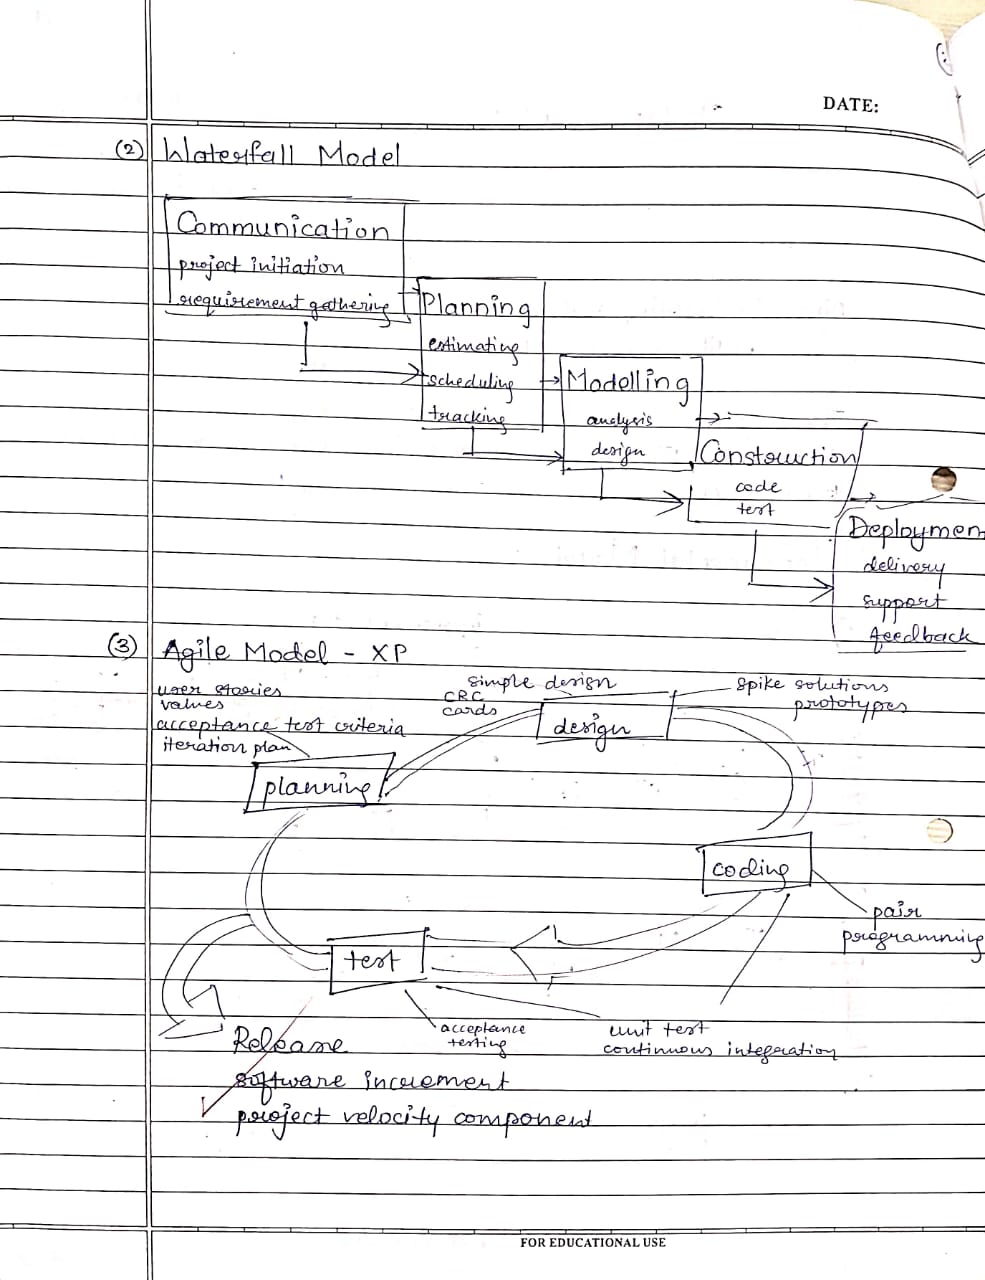 DATE:
(2) Waterfall Model
Communication
project initiation
requirement gathering
Planning
estimating
scheduling
tracking
Modelling
analysis
design
Construction
code
test
Deploymen
delivery
support
feedback
(3) Agile Model - XP
user stories
values
acceptance test criteria
iteration plan
simple design
CRC
cards
spike solutions
prototypes
design
planning
coding
pair
programming
test
acceptance
testing
unit test
continuous integration
Release
software increment
project velocity component
FOR EDUCATIONAL USE